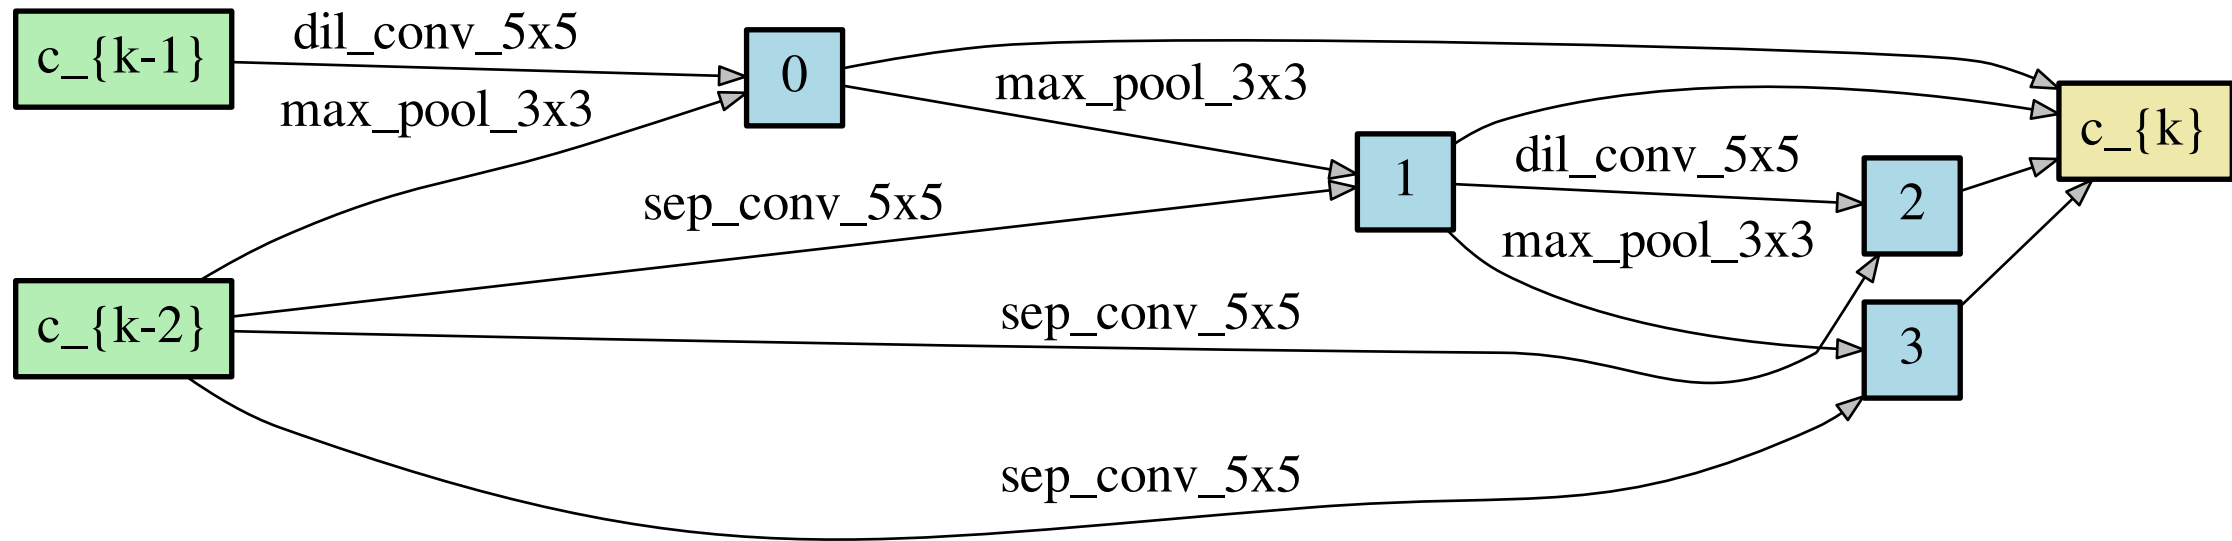 c_{k-1}
dil_conv_5x5
max_pool_3x3
0
max_pool_3x3
c_{k}
sep_conv_5x5
1
dil_conv_5x5
2
max_pool_3x3
c_{k-2}
sep_conv_5x5
3
sep_conv_5x5